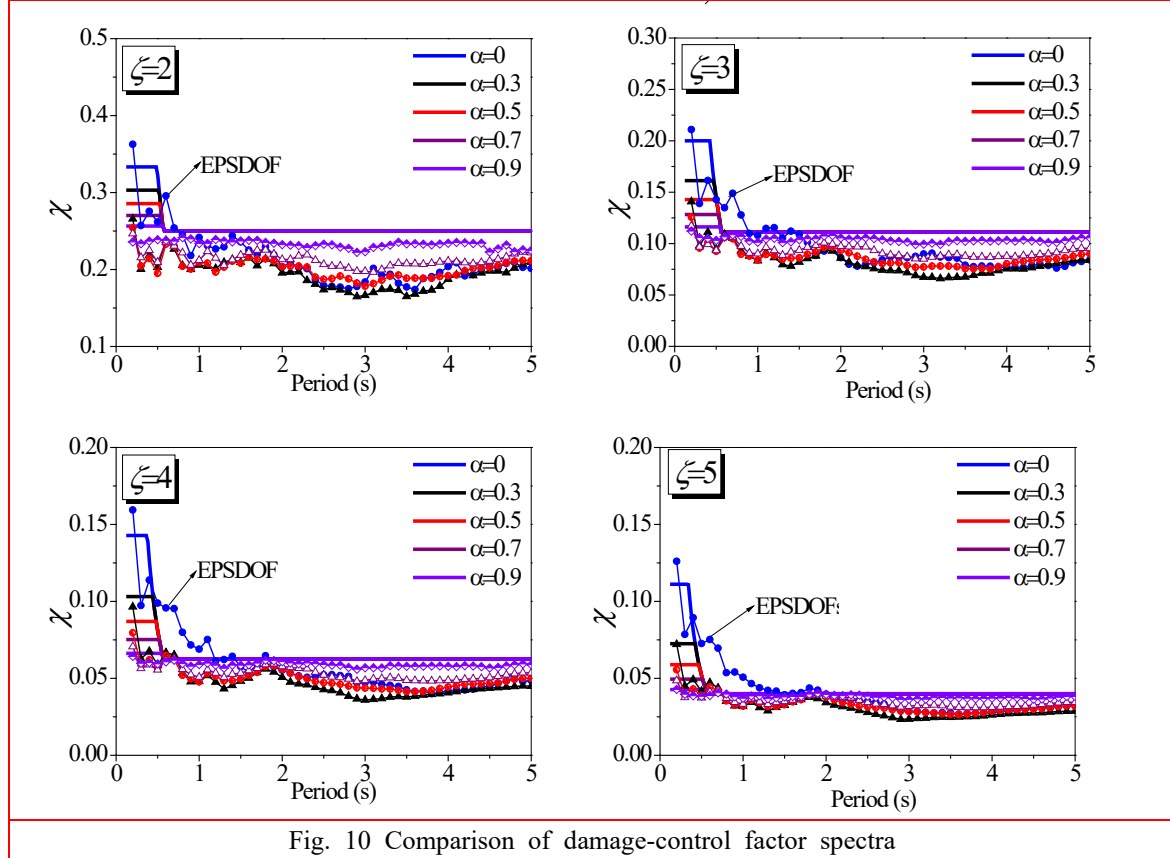 0.5
0.4
0.3
0.2
0.1
χ
ζ=2
α=0
α=0.3
α=0.5
α=0.7
α=0.9
EPSDOF
0 1 2 3 4 5
Period (s)
0.30
0.25
0.20
0.15
0.10
0.05
0.00
χ
ζ=3
α=0
α=0.3
α=0.5
α=0.7
α=0.9
EPSDOF
0 1 2 3 4 5
Period (s)
0.20
0.15
0.10
0.05
0.00
χ
ζ=4
α=0
α=0.3
α=0.5
α=0.7
α=0.9
EPSDOF
0 1 2 3 4 5
Period (s)
0.20
0.15
0.10
0.05
0.00
χ
ζ=5
α=0
α=0.3
α=0.5
α=0.7
α=0.9
EPSDOFs
0 1 2 3 4 5
Period (s)
Fig. 10 Comparison of damage-control factor spectra